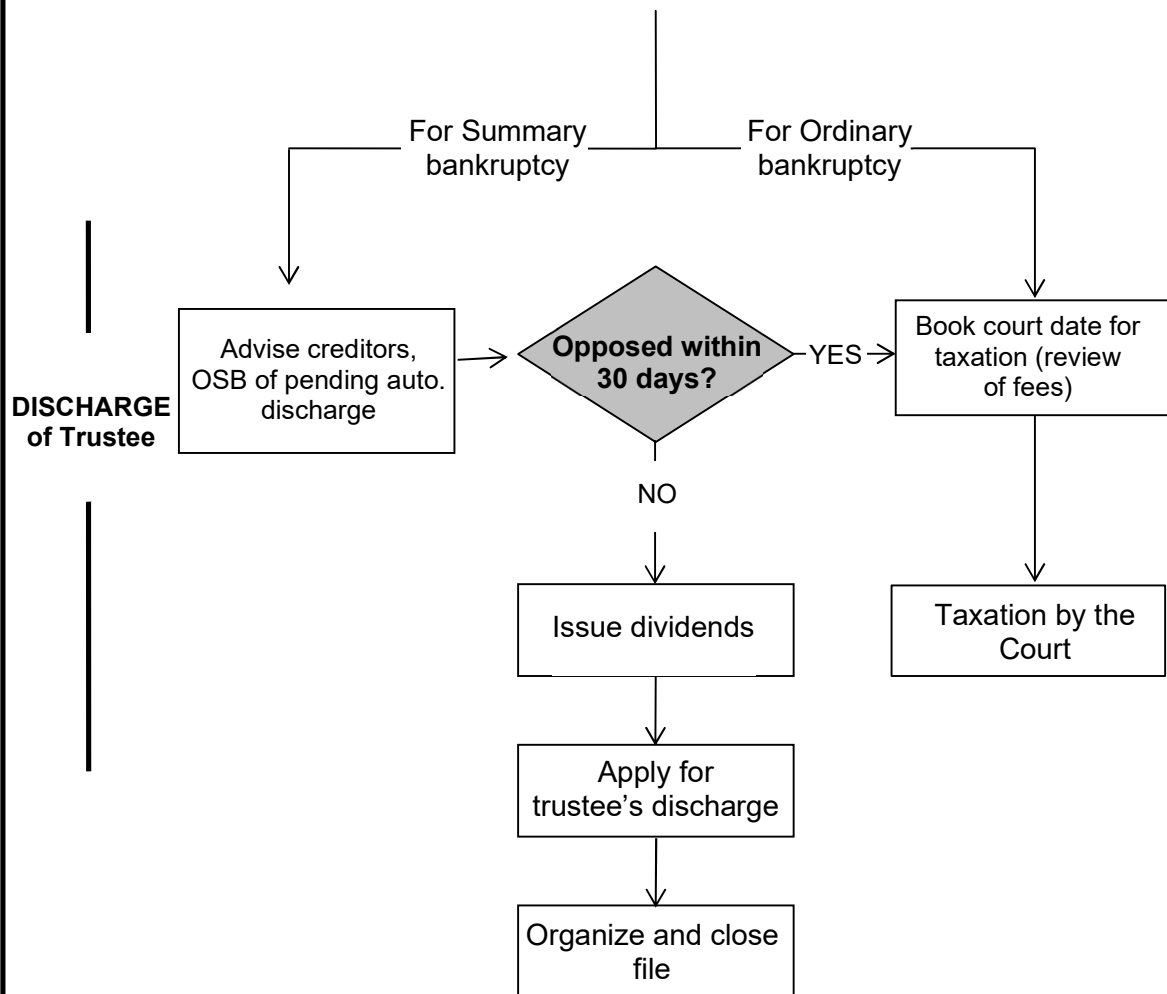 For Summary
bankruptcy
For Ordinary
bankruptcy
DISCHARGE
of Trustee
Advise creditors,
OSB of pending auto.
discharge
Opposed within
30 days?
YES
Book court date for
taxation (review
of fees)
NO
Issue dividends
Taxation by the
Court
Apply for
trustee’s discharge
Organize and close
file